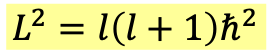 L² = l(l + 1)ħ²